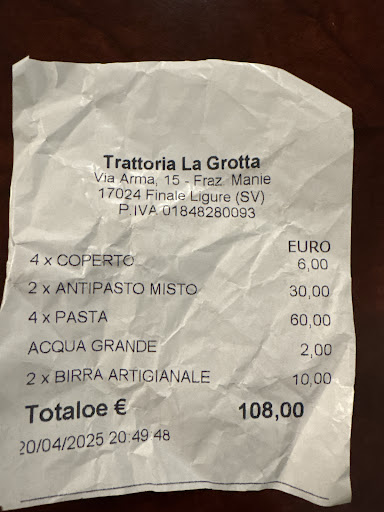 Trattoria La Grotta
Via Arma, 15 - Fraz. Manie
17024 Finale Ligure (SV)
P.IVA 01848280093
EURO
4 x COPERTO 6,00
2 x ANTIPASTO MISTO 30,00
4 x PASTA 60,00
ACQUA GRANDE 2,00
2 x BIRRA ARTIGIANALE 10,00
Totaloe € 108,00
20/04/2025 20:49:48